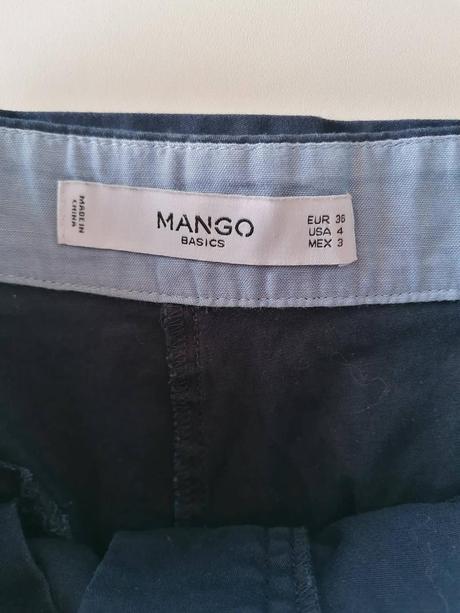 MADE IN
CHINA
MANGO
BASICS
EUR 36
USA 4
MEX 3